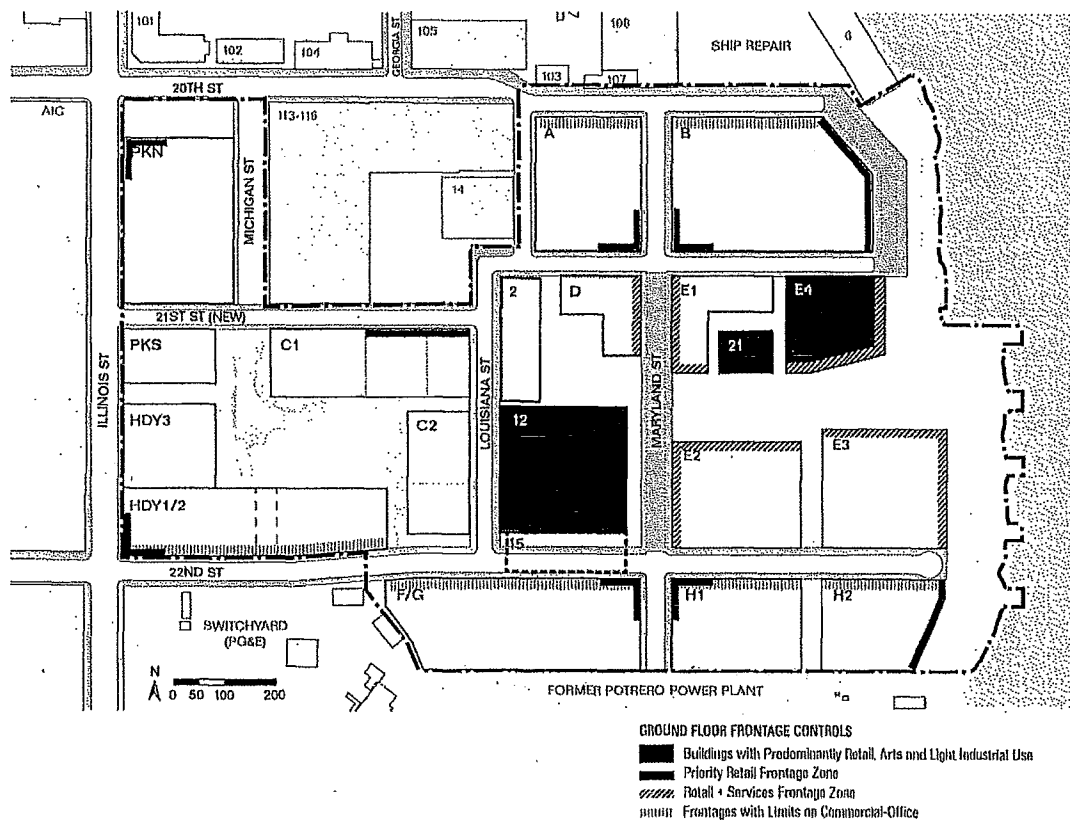 101
102
104
GEORGIA ST
105
108
SHIP REPAIR
6
103
107
20TH ST
AIG
113-116
A
B
PKN
MICHIGAN ST
14
21ST ST (NEW)
2
D
E1
E4
PKS
C1
21
ILLINOIS ST
LOUISIANA ST
MARYLAND ST
HDY3
C2
12
E2
E3
HDY1/2
15
22ND ST
F/G
H1
H2
SWITCHYARD
(PG&E)
N
0 50 100 200
FORMER POTRERO POWER PLANT
GROUND FLOOR FRONTAGE CONTROLS
Buildings with Predominantly Retail, Arts and Light Industrial Use
Priority Retail Frontage Zone
Retail + Services Frontage Zone
Frontages with Limits on Commercial-Office